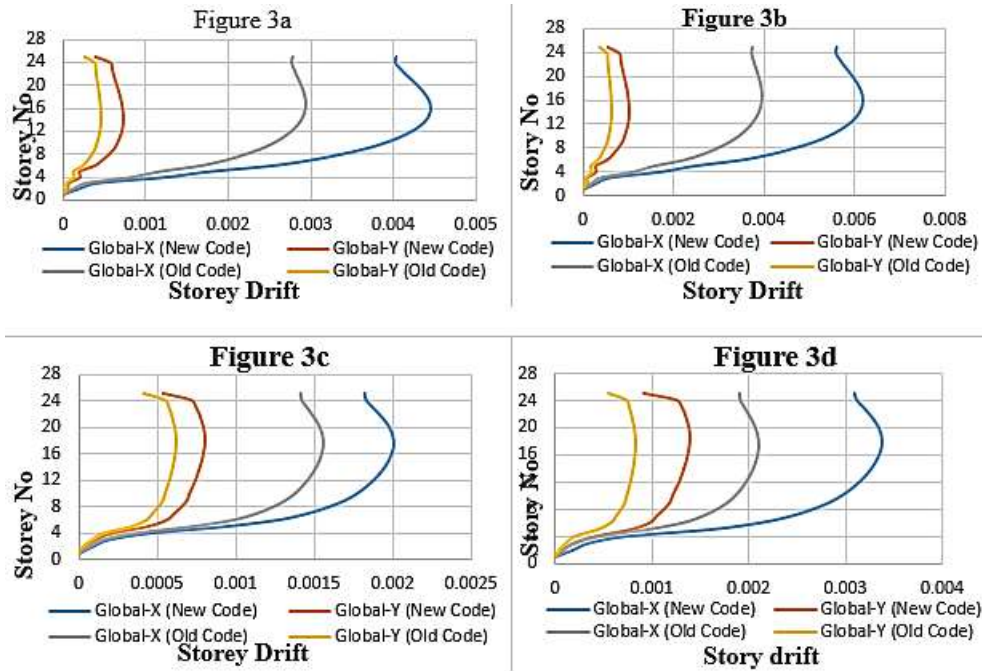 Figure 3a
28
24
20
16
12
8
4
0
Storey No
0 0.001 0.002 0.003 0.004 0.005
Global-X (New Code) Global-Y (New Code)
Global-X (Old Code) Global-Y (Old Code)
Storey Drift
Figure 3b
28
24
20
16
12
8
4
0
Story No
0 0.002 0.004 0.006 0.008
Global-X (New Code) Global-Y (New Code)
Global-X (Old Code) Global-Y (Old Code)
Story Drift
Figure 3c
28
24
20
16
12
8
4
0
Storey No
0 0.0005 0.001 0.0015 0.002 0.0025
Global-X (New Code) Global-Y (New Code)
Global-X (Old Code) Global-Y (Old Code)
Storey Drift
Figure 3d
28
24
20
16
8
0
Story No
0 0.001 0.002 0.003 0.004
Global-X (New Code) Global-Y (New Code)
Global-X (Old Code) Global-Y (Old Code)
Story drift